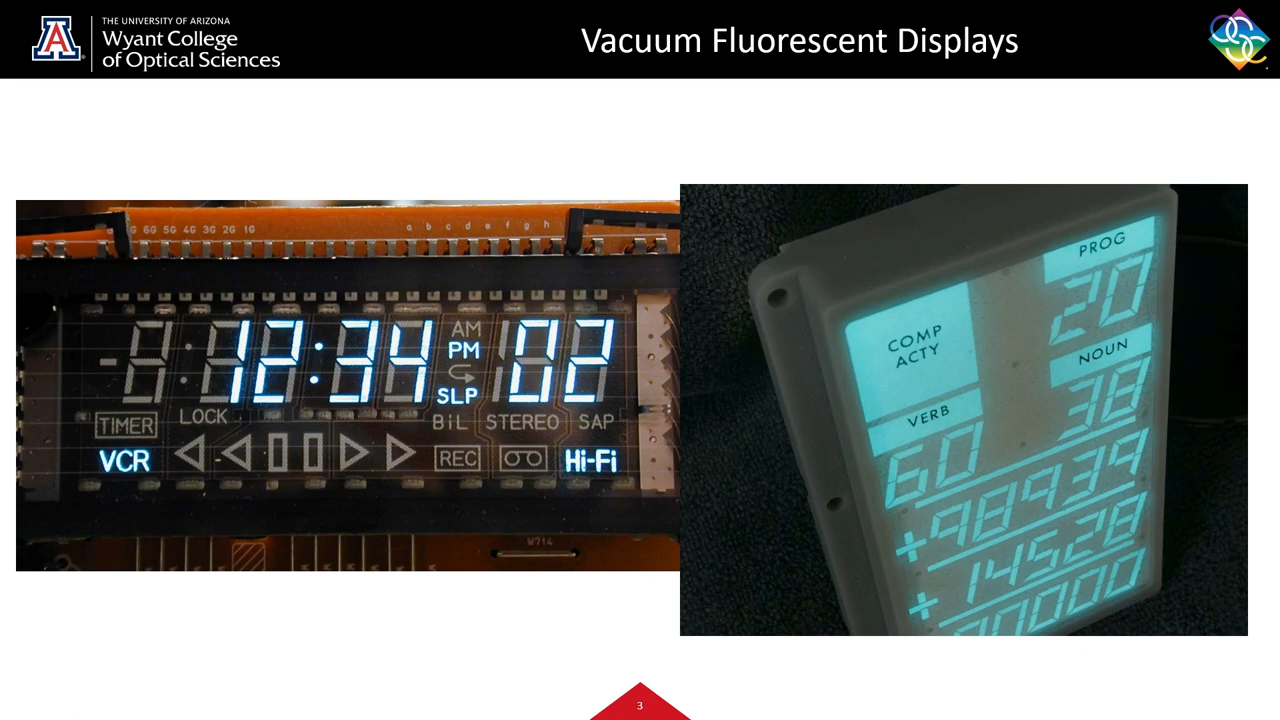 THE UNIVERSITY OF ARIZONA
Wyant College
of Optical Sciences
Vacuum Fluorescent Displays
6G 5G 4G 3G 2G 1G
a b c d e f g h
12:34
AM
PM
SLP
02
TIMER
LOCK
BiL
STEREO
SAP
VCR
REC
Hi-Fi
W714
PROG
20
COMP
ACTY
NOUN
38
VERB
60
+98939
+14528
3